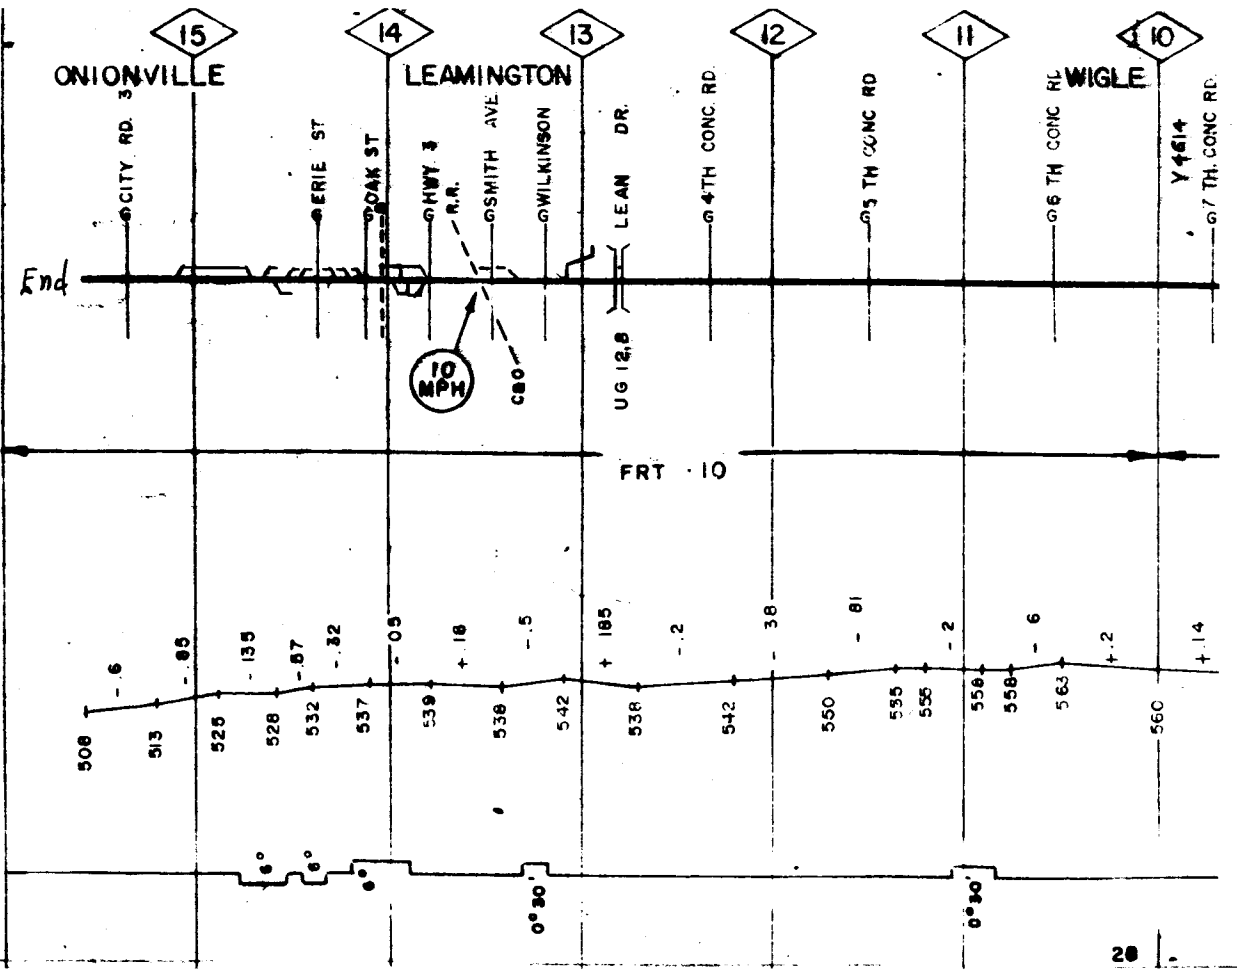 15 14 13 12 11 10
ONIONVILLE LEAMINGTON WIGLE
CITY RD. 3
ERIE ST
OAK ST
HWY 3
R.R.
SMITH AVE
WILKINSON
LEAN DR.
4TH CONC RD.
5 TH CONC RD
6 TH CONC RD
Y4614
7 TH. CONC RD.
End
10
MPH
C&O
UG 12.8
FRT 10
-.6
-.85
-.135
-.87
-.32
-.05
+.18
-.5
+.185
-.2
-.38
-.81
-.2
-.6
+.2
+.14
508
513
525
528
532
537
539
538
542
538
542
550
555
555
558
558
563
560
6°
6°
6°
0°30'
0°30'
28